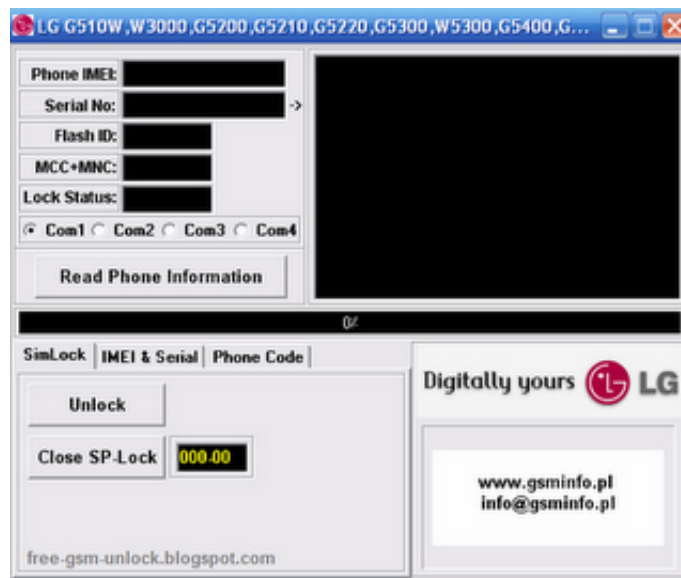 LG G510W,W3000,G5200,G5210,G5220,G5300,W5300,G5400,G...
Phone IMEI:
Serial No: ->
Flash ID:
MCC+MNC:
Lock Status:
Com1 Com2 Com3 Com4
Read Phone Information
0%
SimLock IMEI & Serial Phone Code
Unlock
Close SP-Lock 000-00
free-gsm-unlock.blogspot.com
Digitally yours LG
www.gsminfo.pl
info@gsminfo.pl